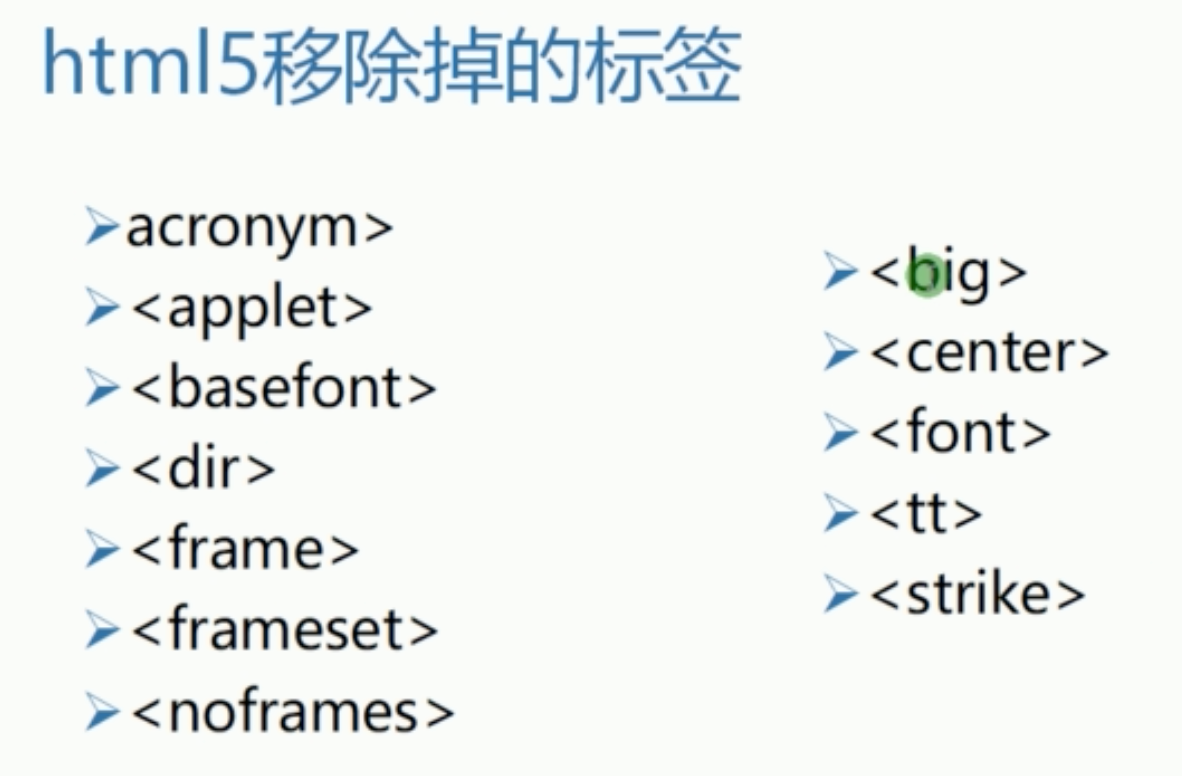 html5移除掉的标签
acronym>
<applet>
<basefont>
<dir>
<frame>
<frameset>
<noframes>
<big>
<center>
<font>
<tt>
<strike>